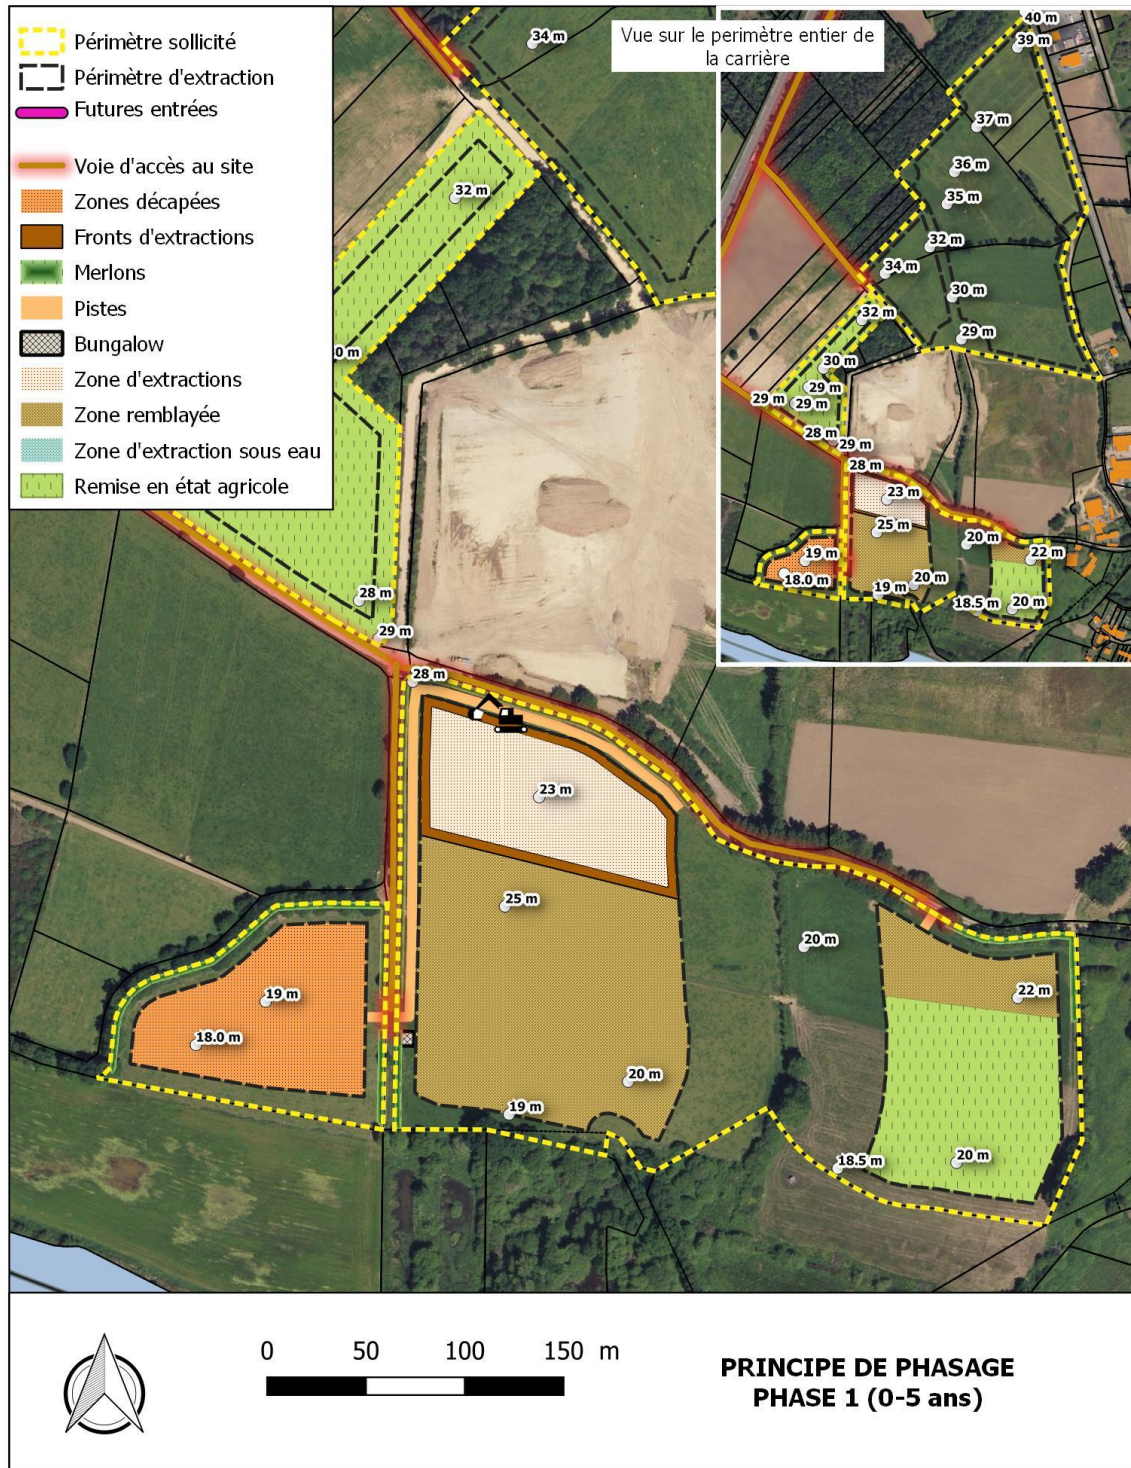 Périmètre sollicité
Périmètre d'extraction
Futures entrées
Voie d'accès au site
Zones décapées
Fronts d'extractions
Merlons
Pistes
Bungalow
Zone d'extractions
Zone remblayée
Zone d'extraction sous eau
Remise en état agricole
Vue sur le perimètre entier de
la carrière
40 m
39 m
37 m
36 m
35 m
32 m
34 m
30 m
32 m
29 m
30 m
29 m
29 m
29 m
28 m
29 m
28 m
23 m
25 m
20 m
22 m
19 m
18.0 m
20 m
19 m
18.5 m
20 m
34 m
32 m
0 m
28 m
29 m
28 m
23 m
25 m
20 m
19 m
22 m
18.0 m
20 m
19 m
18.5 m
20 m
0 50 100 150 m
PRINCIPE DE PHASAGE
PHASE 1 (0-5 ans)